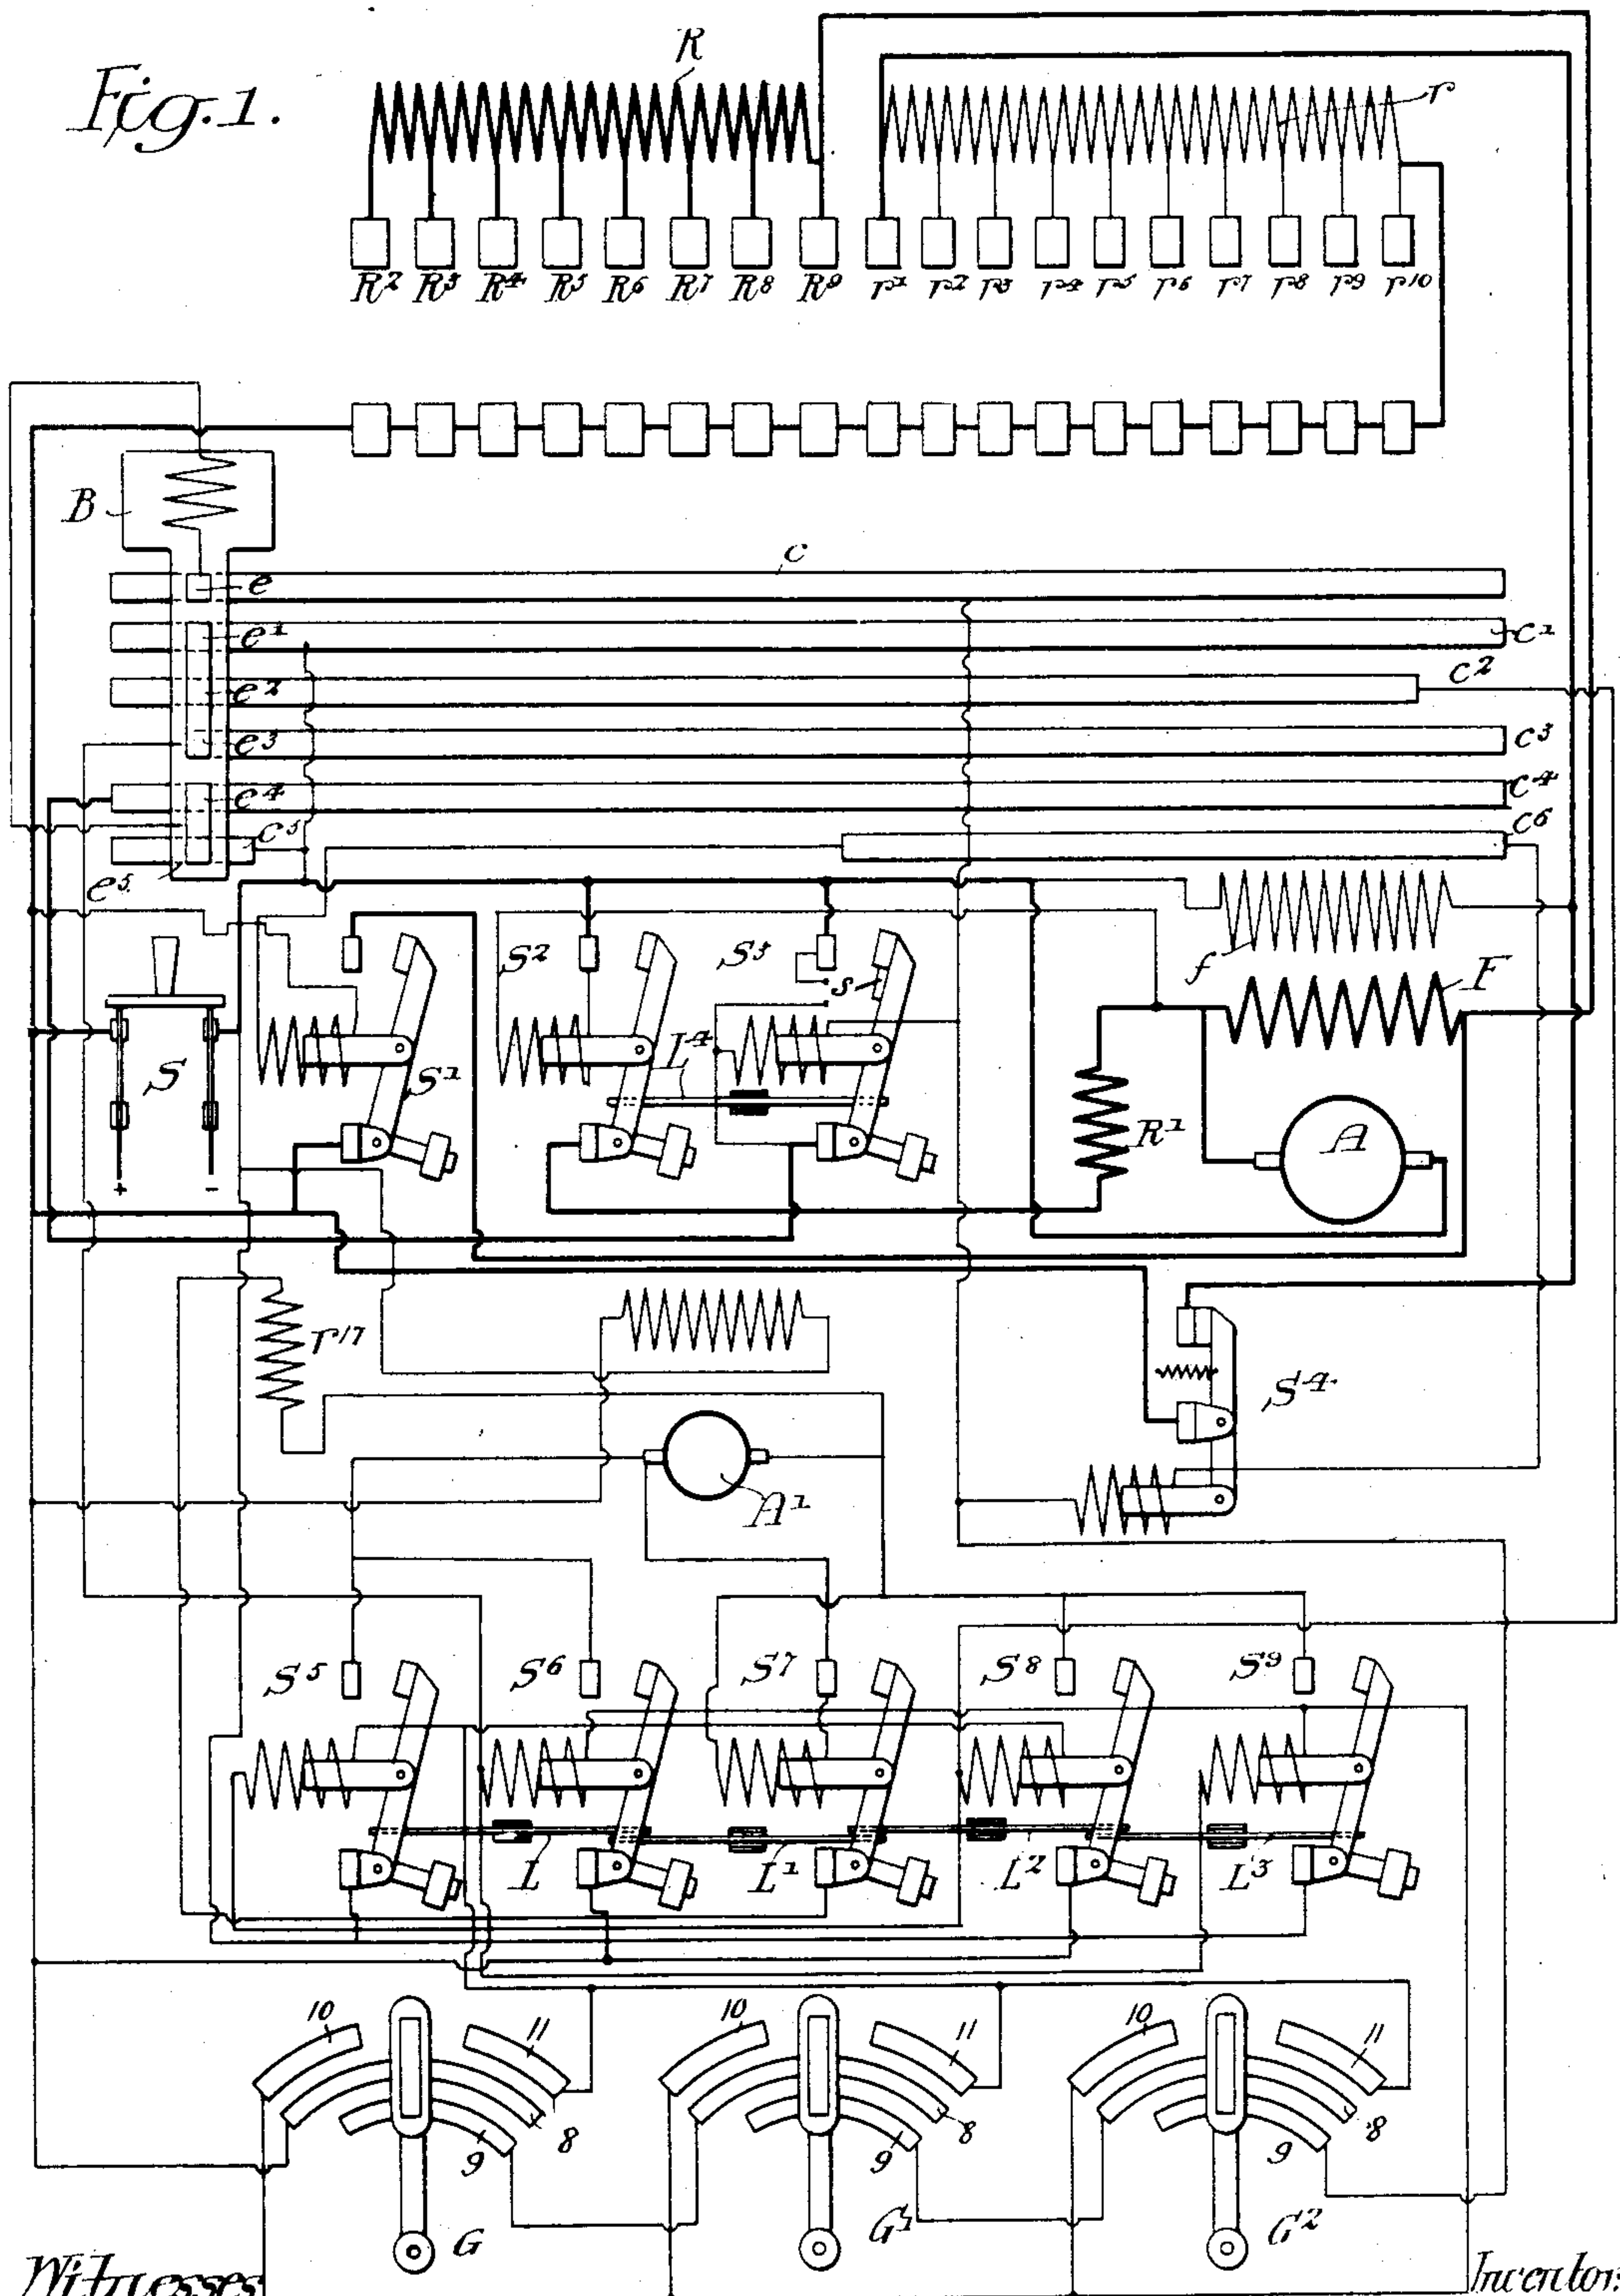 Fig. 1.
R
r
R² R³ R⁴ R⁵ R⁶ R⁷ R⁸ R⁹ r¹ r² r³ r⁴ r⁵ r⁶ r⁷ r⁸ r⁹ r¹⁰
B
c
e
e¹
c¹
e²
c²
e³
c³
e⁴
c⁴
c⁵
c⁶
e⁵
f
F
S
S¹
S²
S³
s
L⁴
R¹
A
+ -
r¹⁷
S⁴
A¹
S⁵ S⁶ S⁷ S⁸ S⁹
L L¹ L² L³
10 11 10 11 10 11
8 8 8
9 9 9
G G¹ G²
Witnesses Inventor: